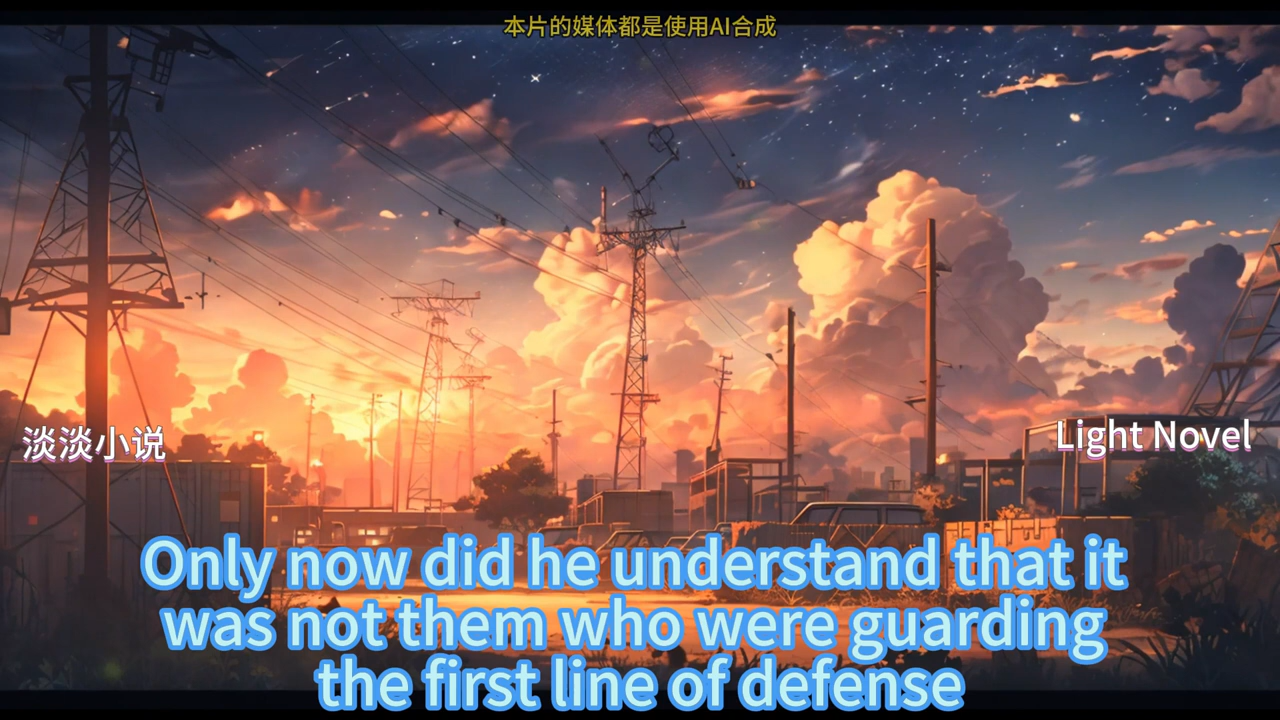 本片的媒体都是使用AI合成
淡淡小说
Light Novel
Only now did he understand that it
was not them who were guarding
the first line of defense